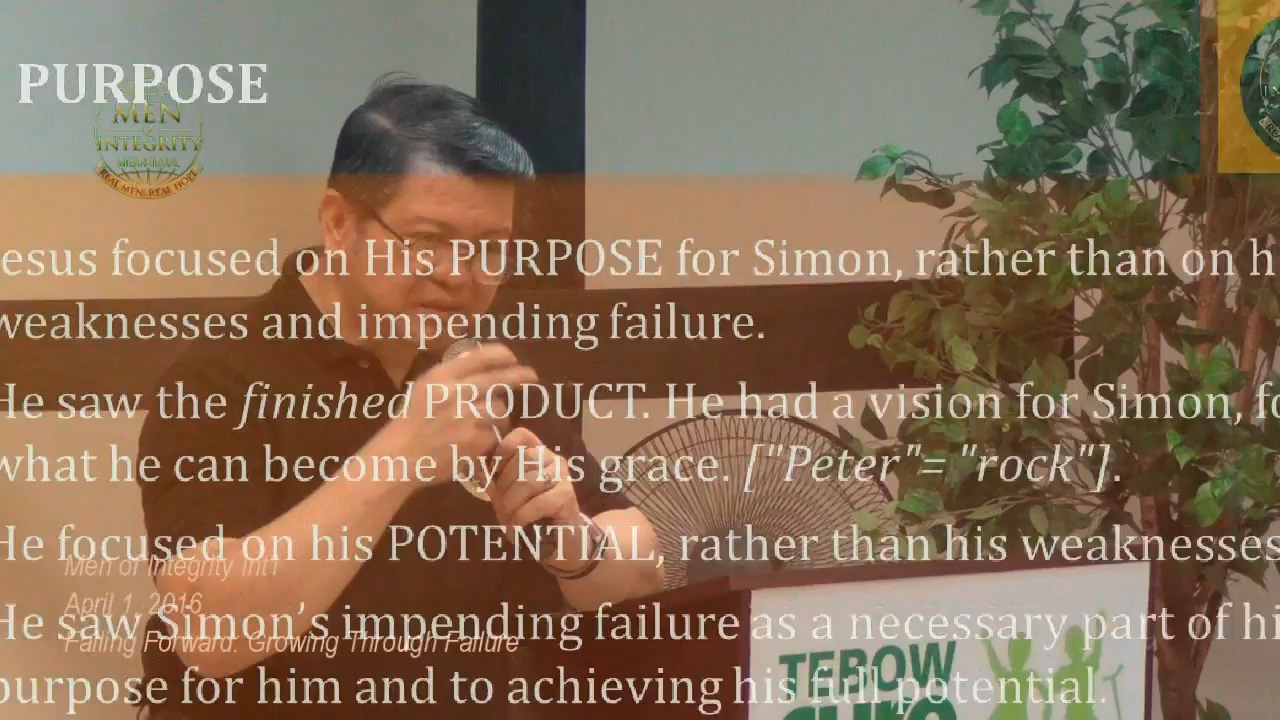 PURPOSE
MEN
of
INTEGRITY
REAL MEN. REAL HOPE
esus focused on His PURPOSE for Simon, rather than on h
weaknesses and impending failure.
He saw the finished PRODUCT. He had a vision for Simon, fo
what he can become by His grace. ["Peter"= "rock"].
He focused on his POTENTIAL, rather than his weaknesses
Men of Integrity Int'l
April 1, 2016
He saw Simon's impending failure as a necessary part of hi
Failing Forward: Growing Through Failure
purpose for him and to achieving his full potential.
TEBOW
CURE